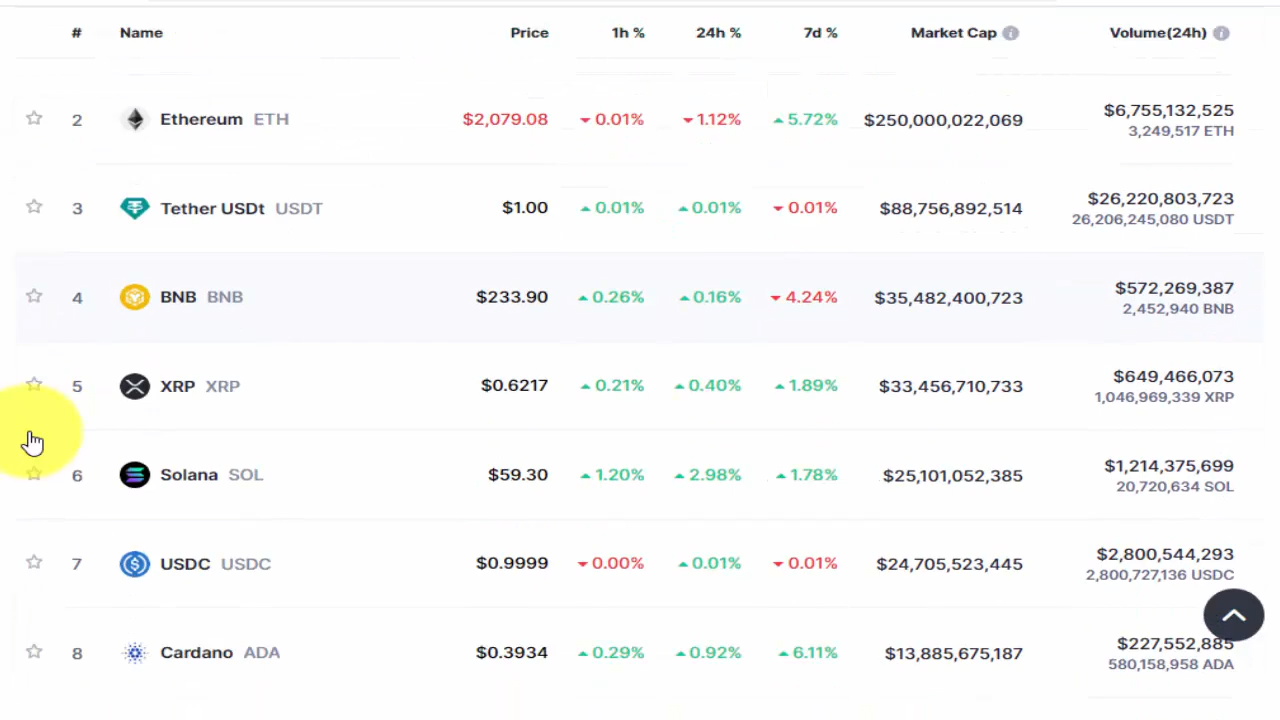 # Name Price 1h % 24h % 7d % Market Cap Volume(24h)
2 Ethereum ETH $2,079.08 0.01% 1.12% 5.72% $250,000,022,069 $6,755,132,525
3,249,517 ETH
3 Tether USDt USDT $1.00 0.01% 0.01% 0.01% $88,756,892,514 $26,220,803,723
26,206,245,080 USDT
4 BNB BNB $233.90 0.26% 0.16% 4.24% $35,482,400,723 $572,269,387
2,452,940 BNB
5 XRP XRP $0.6217 0.21% 0.40% 1.89% $33,456,710,733 $649,466,073
1,046,969,339 XRP
6 Solana SOL $59.30 1.20% 2.98% 1.78% $25,101,052,385 $1,214,375,699
20,720,634 SOL
7 USDC USDC $0.9999 0.00% 0.01% 0.01% $24,705,523,445 $2,800,544,293
2,800,727,136 USDC
8 Cardano ADA $0.3934 0.29% 0.92% 6.11% $13,885,675,187 $227,552,885
580,158,958 ADA